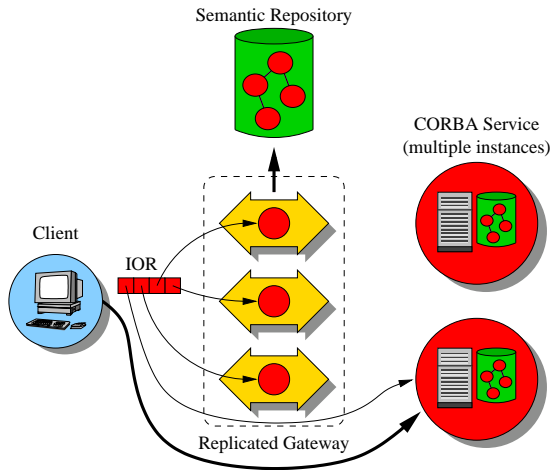 Semantic Repository
CORBA Service
(multiple instances)
Client
IOR
Replicated Gateway